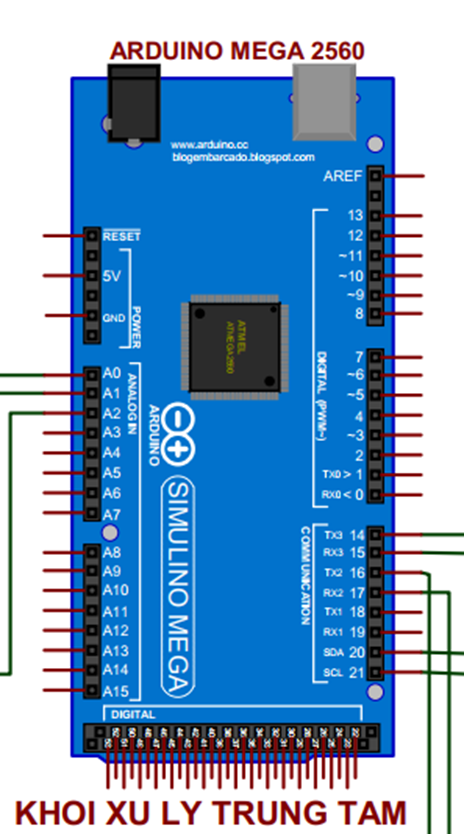 ARDUINO MEGA 2560
www.arduino.cc
blogembarcado.blogspot.com
AREF
13
12
~11
~10
~9
8
RESET
5V
GND
POWER
ATMEL
ATMEGA2560
7
~6
~5
4
~3
2
TX0 > 1
RX0 < 0
DIGITAL (PWM~)
A0
A1
A2
A3
A4
A5
A6
A7
ANALOG IN
ARDUINO
SIMULINO MEGA
A8
A9
A10
A11
A12
A13
A14
A15
TX3 14
RX3 15
TX2 16
RX2 17
TX1 18
RX1 19
SDA 20
SCL 21
COMMUNICATION
DIGITAL
KHOI XU LY TRUNG TAM